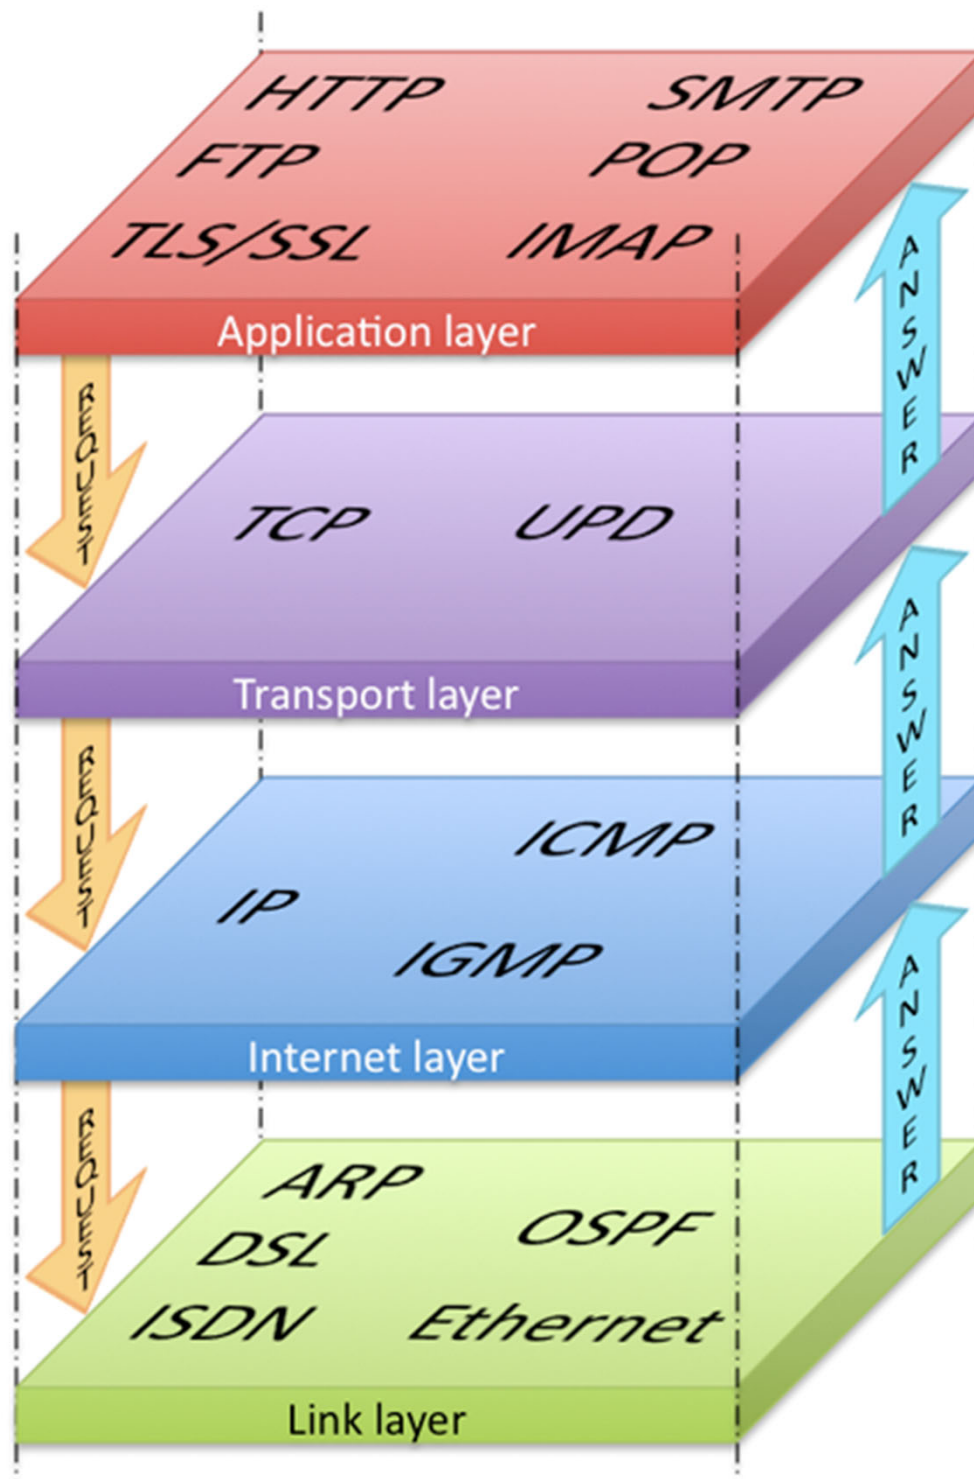 HTTP SMTP
FTP POP
TLS/SSL IMAP
Application layer
REQUEST
ANSWER
TCP UPD
Transport layer
REQUEST
ANSWER
ICMP
IP
IGMP
Internet layer
REQUEST
ANSWER
ARP
OSPF
DSL
ISDN Ethernet
Link layer